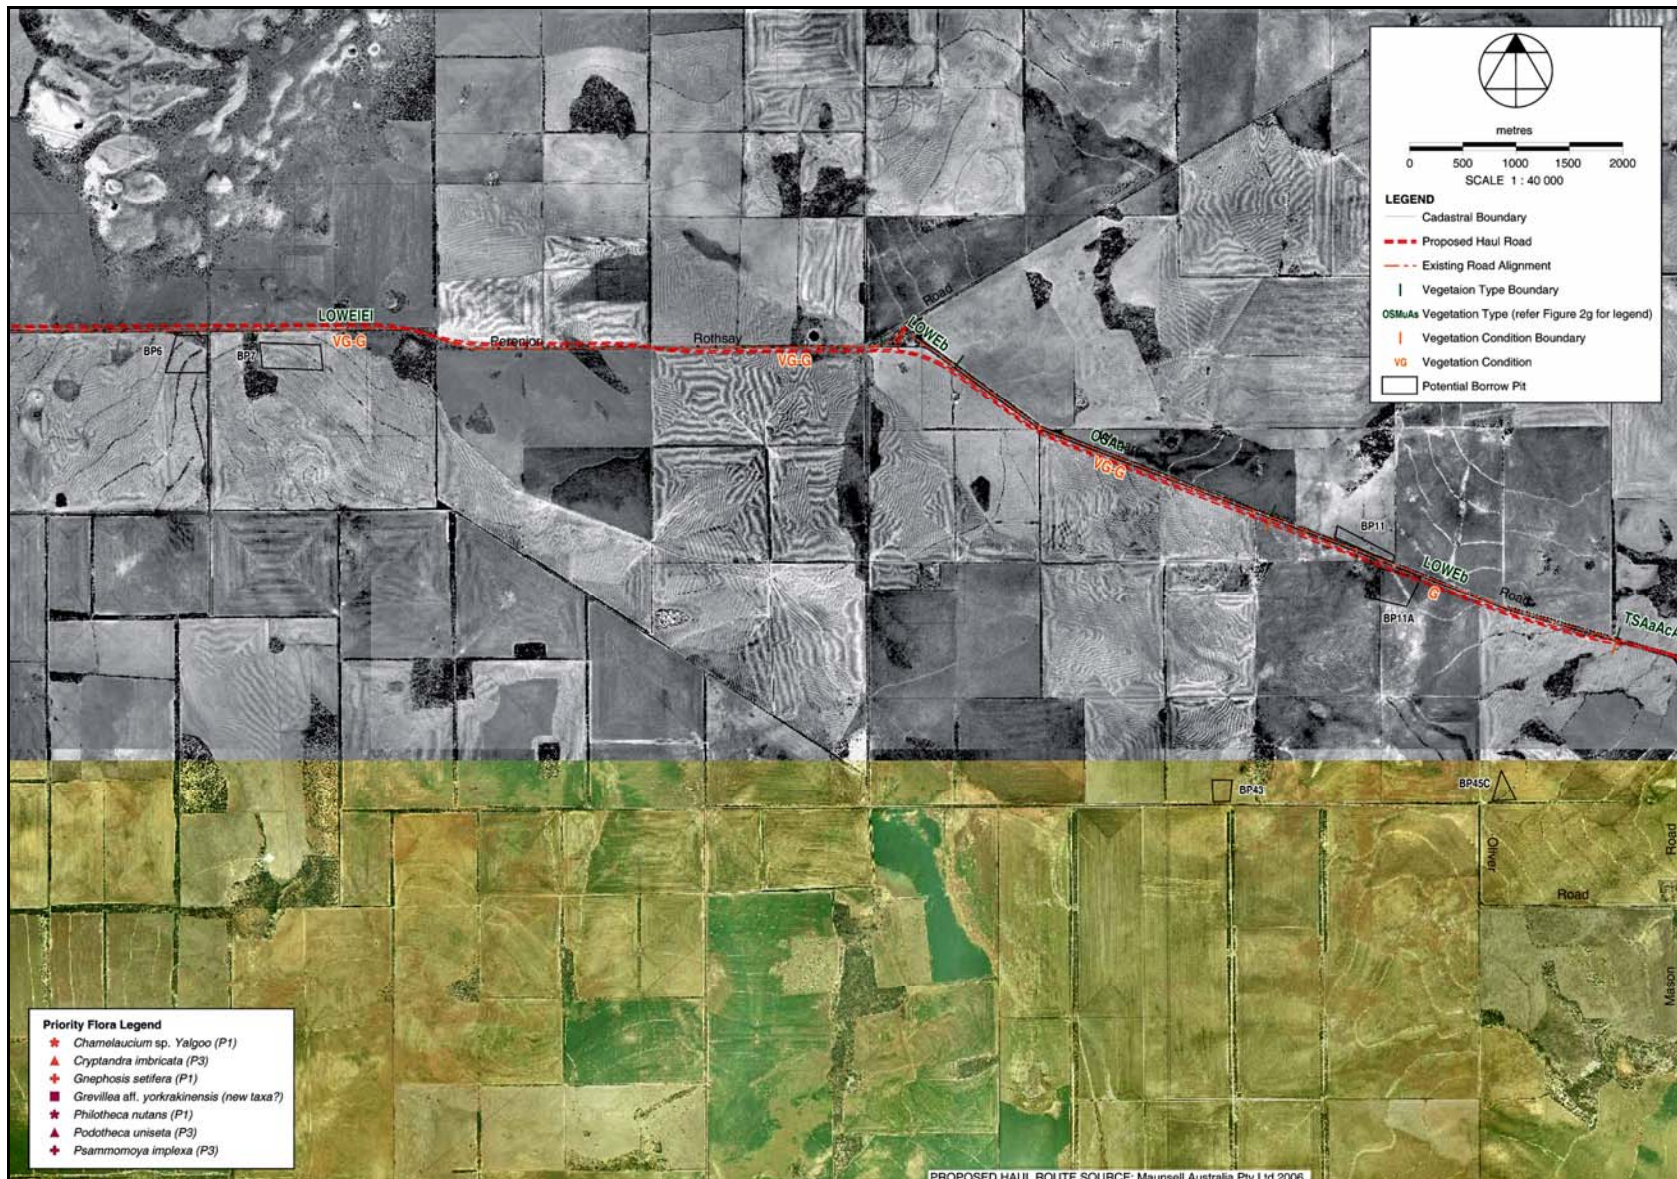 metres
0 500 1000 1500 2000
SCALE 1 : 40 000
LEGEND
Cadastral Boundary
Proposed Haul Road
Existing Road Alignment
Vegetaion Type Boundary
OSMuAs Vegetation Type (refer Figure 2g for legend)
Vegetation Condition Boundary
VG Vegetation Condition
Potential Borrow Pit
Road
LOWElEl
VG-G
BP6
BP7
Perenjori
Rothsay
VG-G
LOWEb
VG-G
BP11
LOWEb
G
BP11A
Road
TSAaAcA
BP43
BP45C
Oliver
Road
Road
Mason
Priority Flora Legend
Chamelaucium sp. Yalgoo (P1)
Cryptandra imbricata (P3)
Gnephosis setifera (P1)
Grevillea aff. yorkrakinensis (new taxa?)
Philotheca nutans (P1)
Podotheca uniseta (P3)
Psammomoya implexa (P3)
PROPOSED HAUL ROUTE SOURCE: Maunsell Australia Pty Ltd 2006